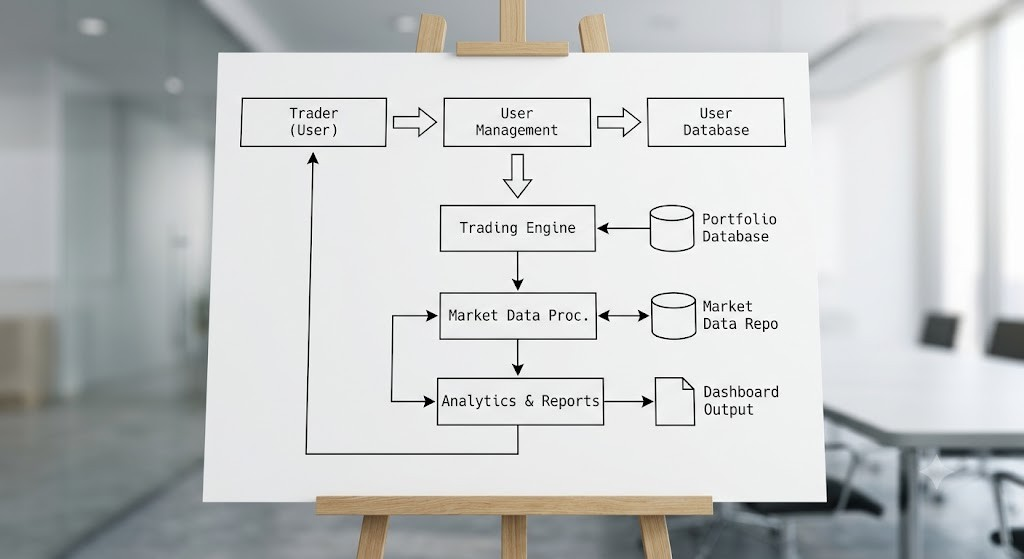 Trader
(User)
User
Management
User
Database
Trading Engine
Portfolio
Database
Market Data Proc.
Market
Data Repo
Analytics & Reports
Dashboard
Output